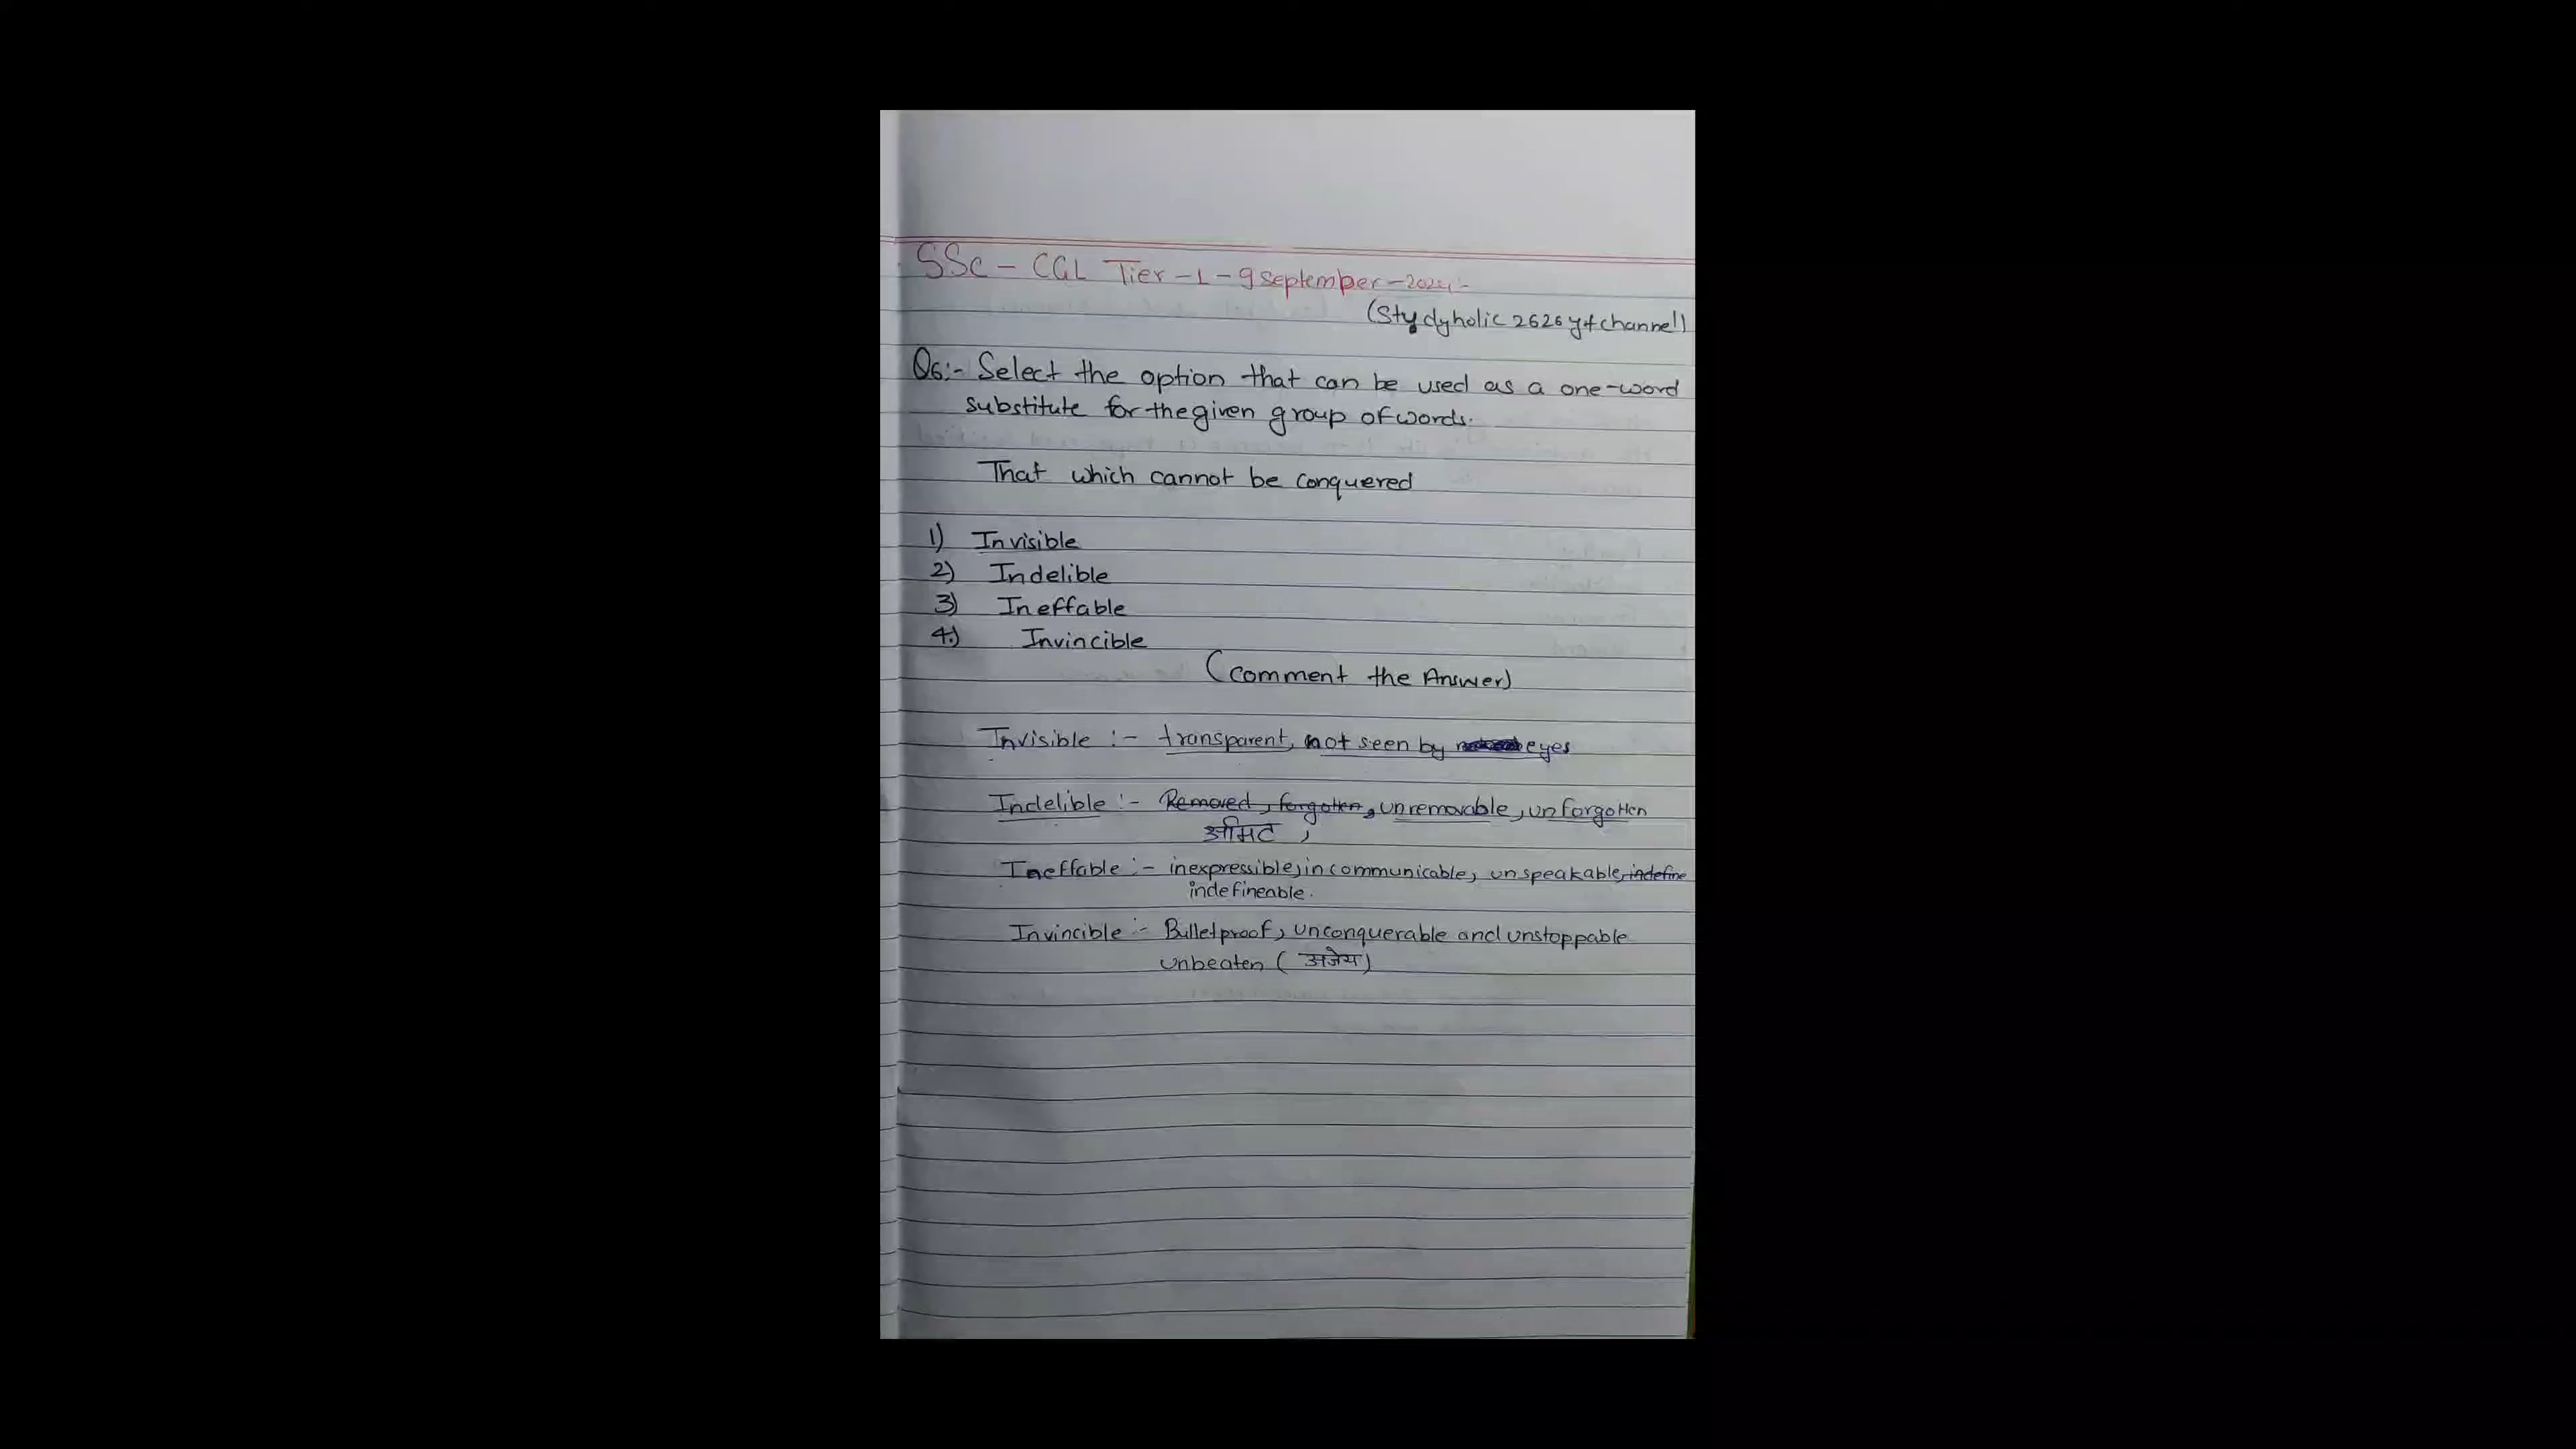 SSC - CGL Tier - 1 - 9 September - 2024 :-
(Studyholic 2626 yt channel)
Q6:- Select the option that can be used as a one-word
substitute for the given group of words.
That which cannot be conquered
1) Invisible
2) Indelible
3) Ineffable
4.) Invincible
(comment the Answer)
Invisible :- transparent, not seen by eyes
Indelible :- Removed, forgotten, unremovable, unforgotten
अमिट,
Ineffable :- inexpressible, incommunicable, unspeakable, indefine
indefineable.
Invincible :- Bulletproof, unconquerable and unstoppable
unbeaten ( अजेय )